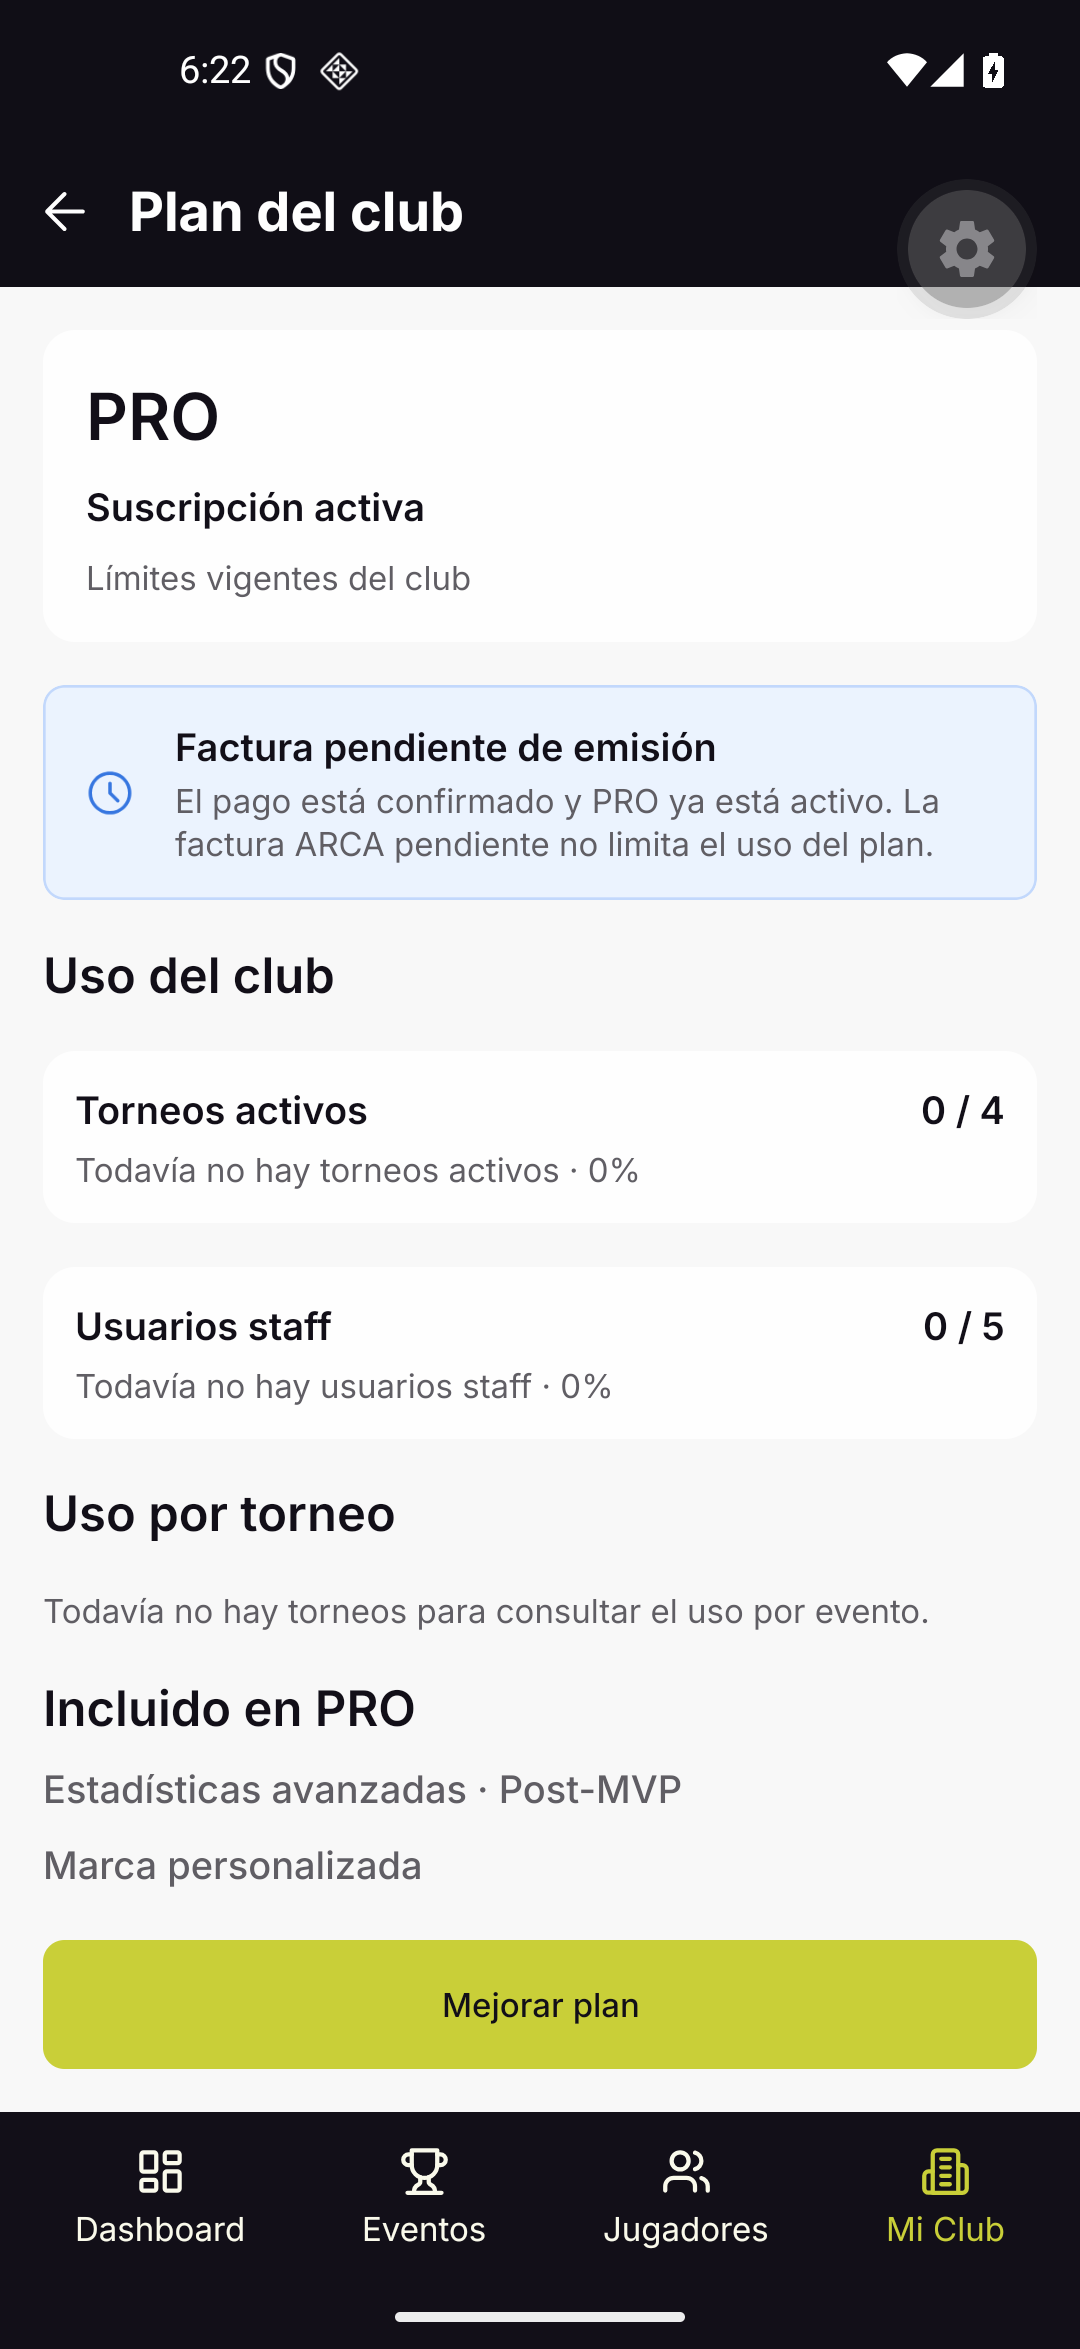 6:22
Plan del club
PRO
Suscripción activa
Límites vigentes del club
Factura pendiente de emisión
El pago está confirmado y PRO ya está activo. La
factura ARCA pendiente no limita el uso del plan.
Uso del club
Torneos activos 0 / 4
Todavía no hay torneos activos · 0%
Usuarios staff 0 / 5
Todavía no hay usuarios staff · 0%
Uso por torneo
Todavía no hay torneos para consultar el uso por evento.
Incluido en PRO
Estadísticas avanzadas · Post-MVP
Marca personalizada
Mejorar plan
Dashboard Eventos Jugadores Mi Club